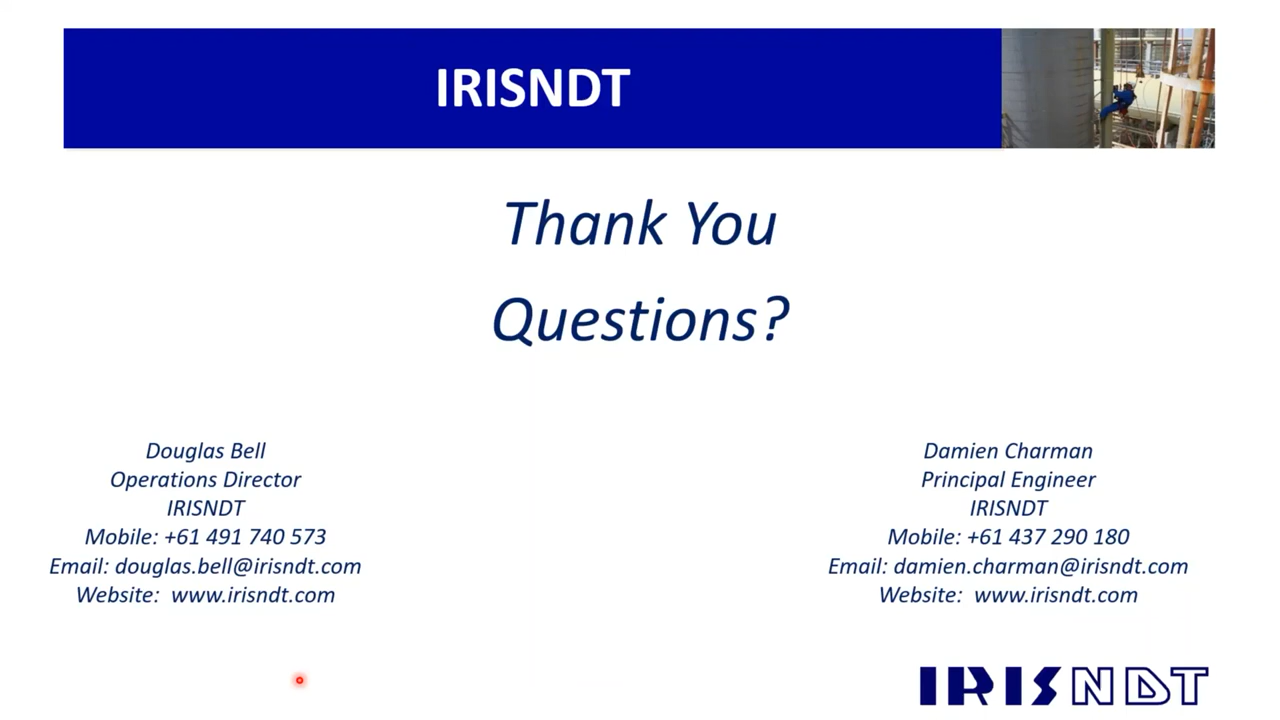 IRISNDT
Thank You
Questions?
Douglas Bell
Operations Director
IRISNDT
Mobile: +61 491 740 573
Email: douglas.bell@irisndt.com
Website: www.irisndt.com
Damien Charman
Principal Engineer
IRISNDT
Mobile: +61 437 290 180
Email: damien.charman@irisndt.com
Website: www.irisndt.com
IRISNDT